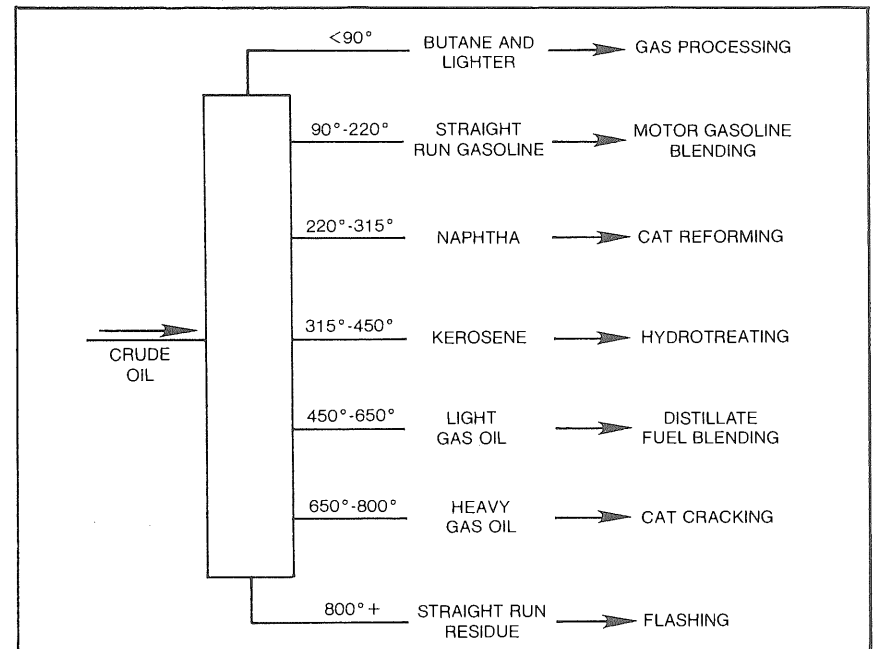 <90° BUTANE AND LIGHTER GAS PROCESSING
90°-220° STRAIGHT RUN GASOLINE MOTOR GASOLINE BLENDING
220°-315° NAPHTHA CAT REFORMING
CRUDE OIL
315°-450° KEROSENE HYDROTREATING
450°-650° LIGHT GAS OIL DISTILLATE FUEL BLENDING
650°-800° HEAVY GAS OIL CAT CRACKING
800°+ STRAIGHT RUN RESIDUE FLASHING